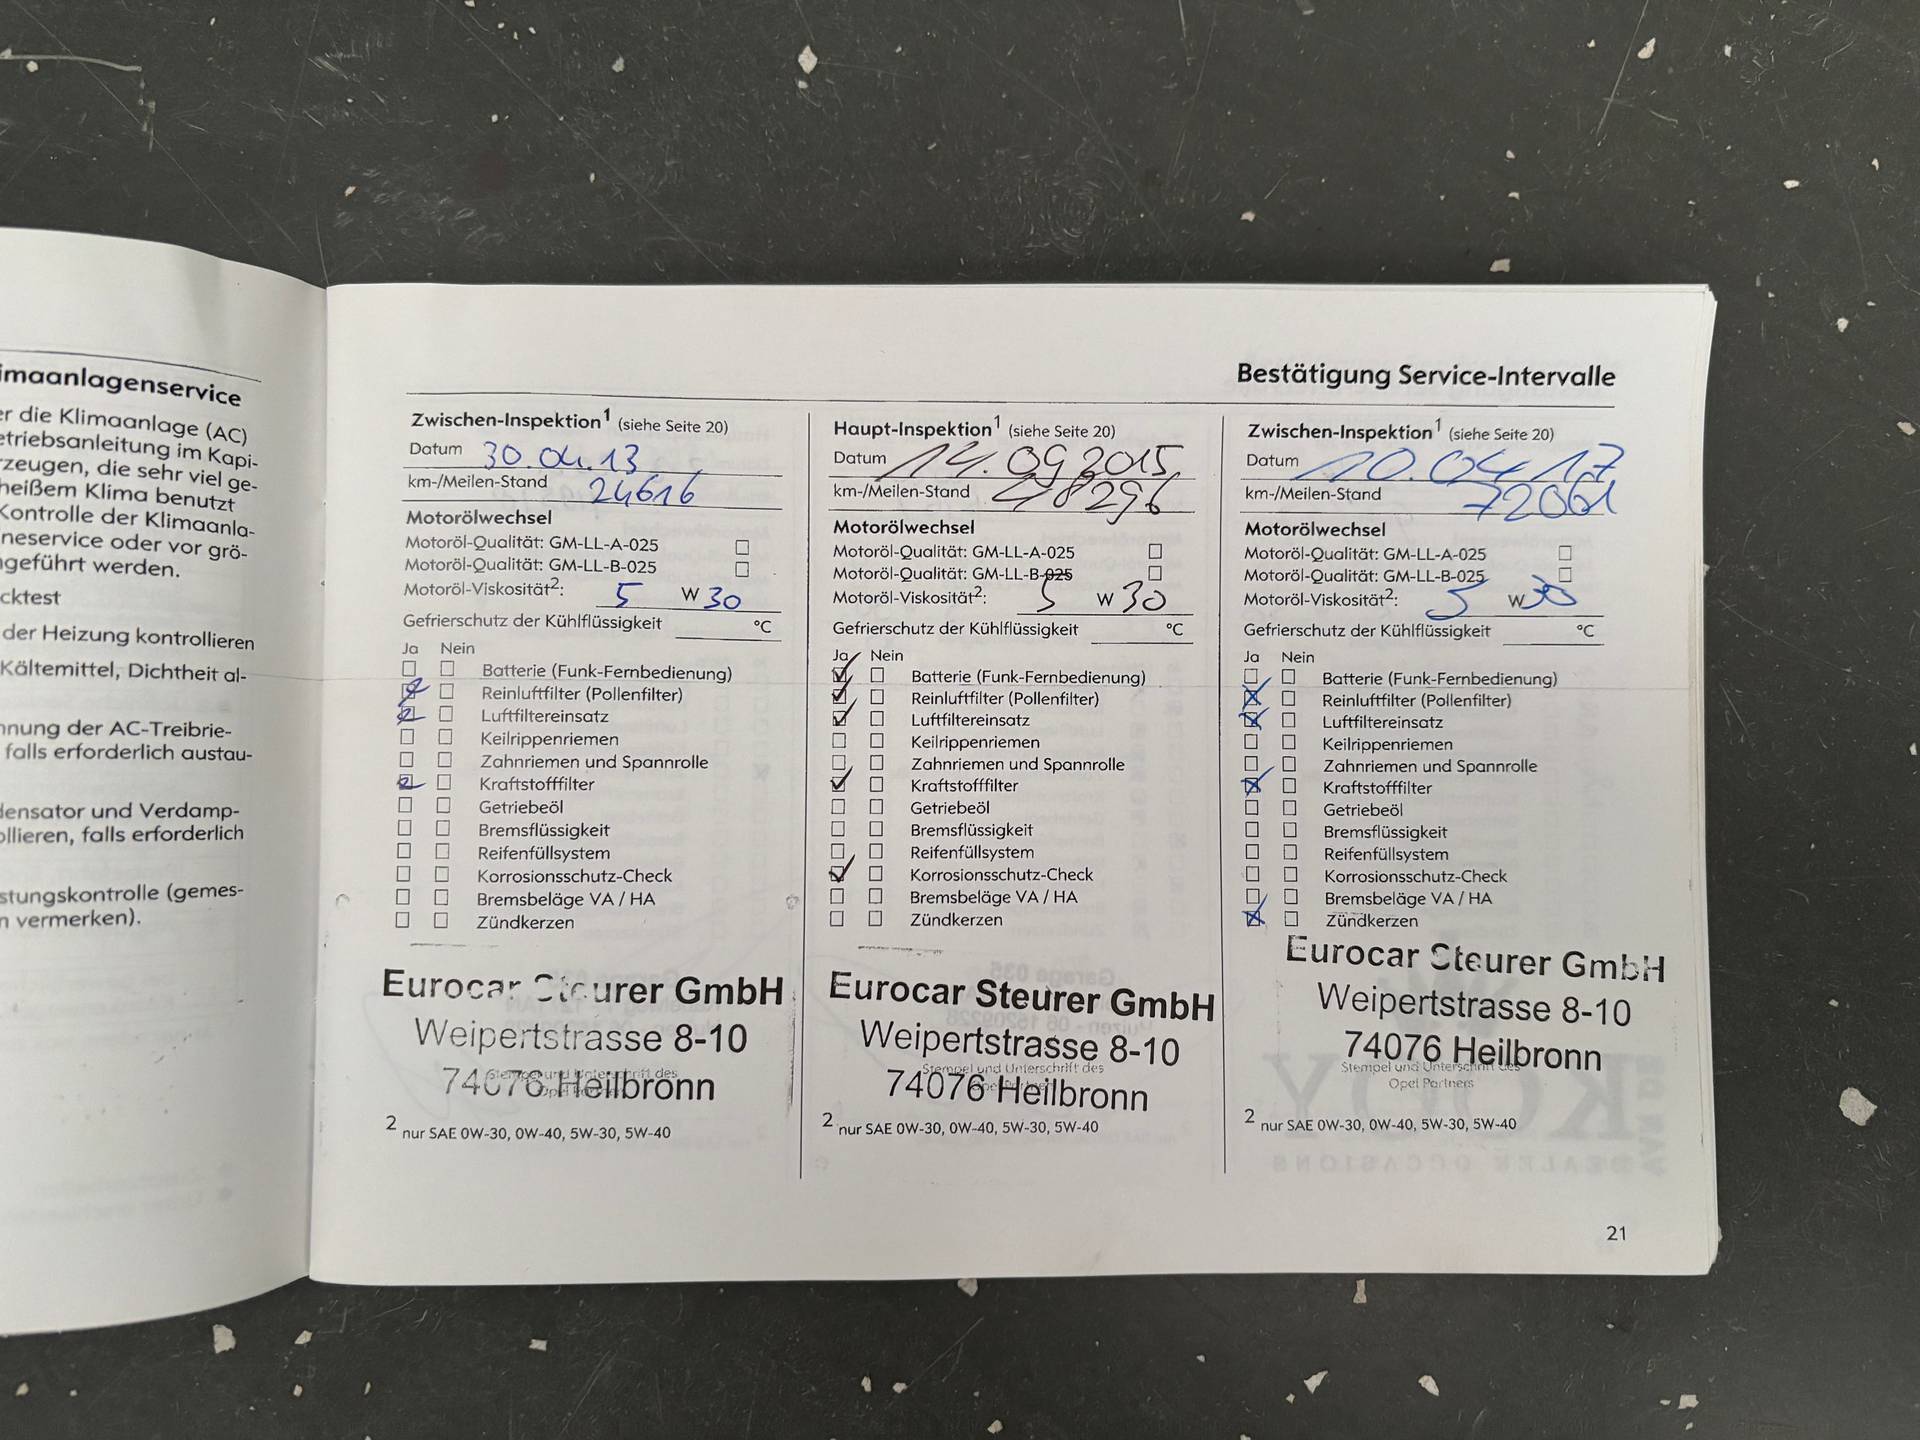 imaanlagenservice
er die Klimaanlage (AC)
etriebsanleitung im Kapi-
rzeugen, die sehr viel ge-
heißem Klima benutzt
Kontrolle der Klimaanla-
neservice oder vor grö-
ngeführt werden.
cktest
der Heizung kontrollieren
Kältemittel, Dichtheit al-
nnung der AC-Treibrie-
falls erforderlich austau-
densator und Verdamp-
ollieren, falls erforderlich
stungskontrolle (gemes-
n vermerken).
Bestätigung Service-Intervalle
Zwischen-Inspektion1 (siehe Seite 20)
Datum 30.04.13
km-/Meilen-Stand 24616
Motorölwechsel
Motoröl-Qualität: GM-LL-A-025
Motoröl-Qualität: GM-LL-B-025
Motoröl-Viskosität2: 5 W 30
Gefrierschutz der Kühlflüssigkeit °C
Ja Nein
Batterie (Funk-Fernbedienung)
Reinluftfilter (Pollenfilter)
Luftfiltereinsatz
Keilrippenriemen
Zahnriemen und Spannrolle
Kraftstofffilter
Getriebeöl
Bremsflüssigkeit
Reifenfüllsystem
Korrosionsschutz-Check
Bremsbeläge VA / HA
Zündkerzen
Eurocar Steurer GmbH
Weipertstrasse 8-10
Stempel und Unterschrift des
74076 Heilbronn
2 nur SAE 0W-30, 0W-40, 5W-30, 5W-40
Haupt-Inspektion1 (siehe Seite 20)
Datum 14.09.2015
km-/Meilen-Stand 48296
Motorölwechsel
Motoröl-Qualität: GM-LL-A-025
Motoröl-Qualität: GM-LL-B-025
Motoröl-Viskosität2: 5 W 30
Gefrierschutz der Kühlflüssigkeit °C
Ja Nein
Batterie (Funk-Fernbedienung)
Reinluftfilter (Pollenfilter)
Luftfiltereinsatz
Keilrippenriemen
Zahnriemen und Spannrolle
Kraftstofffilter
Getriebeöl
Bremsflüssigkeit
Reifenfüllsystem
Korrosionsschutz-Check
Bremsbeläge VA / HA
Zündkerzen
Eurocar Steurer GmbH
Weipertstrasse 8-10
Stempel und Unterschrift des
74076 Heilbronn
2 nur SAE 0W-30, 0W-40, 5W-30, 5W-40
Zwischen-Inspektion1 (siehe Seite 20)
Datum 10.04.17
km-/Meilen-Stand 72061
Motorölwechsel
Motoröl-Qualität: GM-LL-A-025
Motoröl-Qualität: GM-LL-B-025
Motoröl-Viskosität2: 5 W 30
Gefrierschutz der Kühlflüssigkeit °C
Ja Nein
Batterie (Funk-Fernbedienung)
Reinluftfilter (Pollenfilter)
Luftfiltereinsatz
Keilrippenriemen
Zahnriemen und Spannrolle
Kraftstofffilter
Getriebeöl
Bremsflüssigkeit
Reifenfüllsystem
Korrosionsschutz-Check
Bremsbeläge VA / HA
Zündkerzen
Eurocar Steurer GmbH
Weipertstrasse 8-10
74076 Heilbronn
Stempel und Unterschrift des
Opel Partners
2 nur SAE 0W-30, 0W-40, 5W-30, 5W-40
21